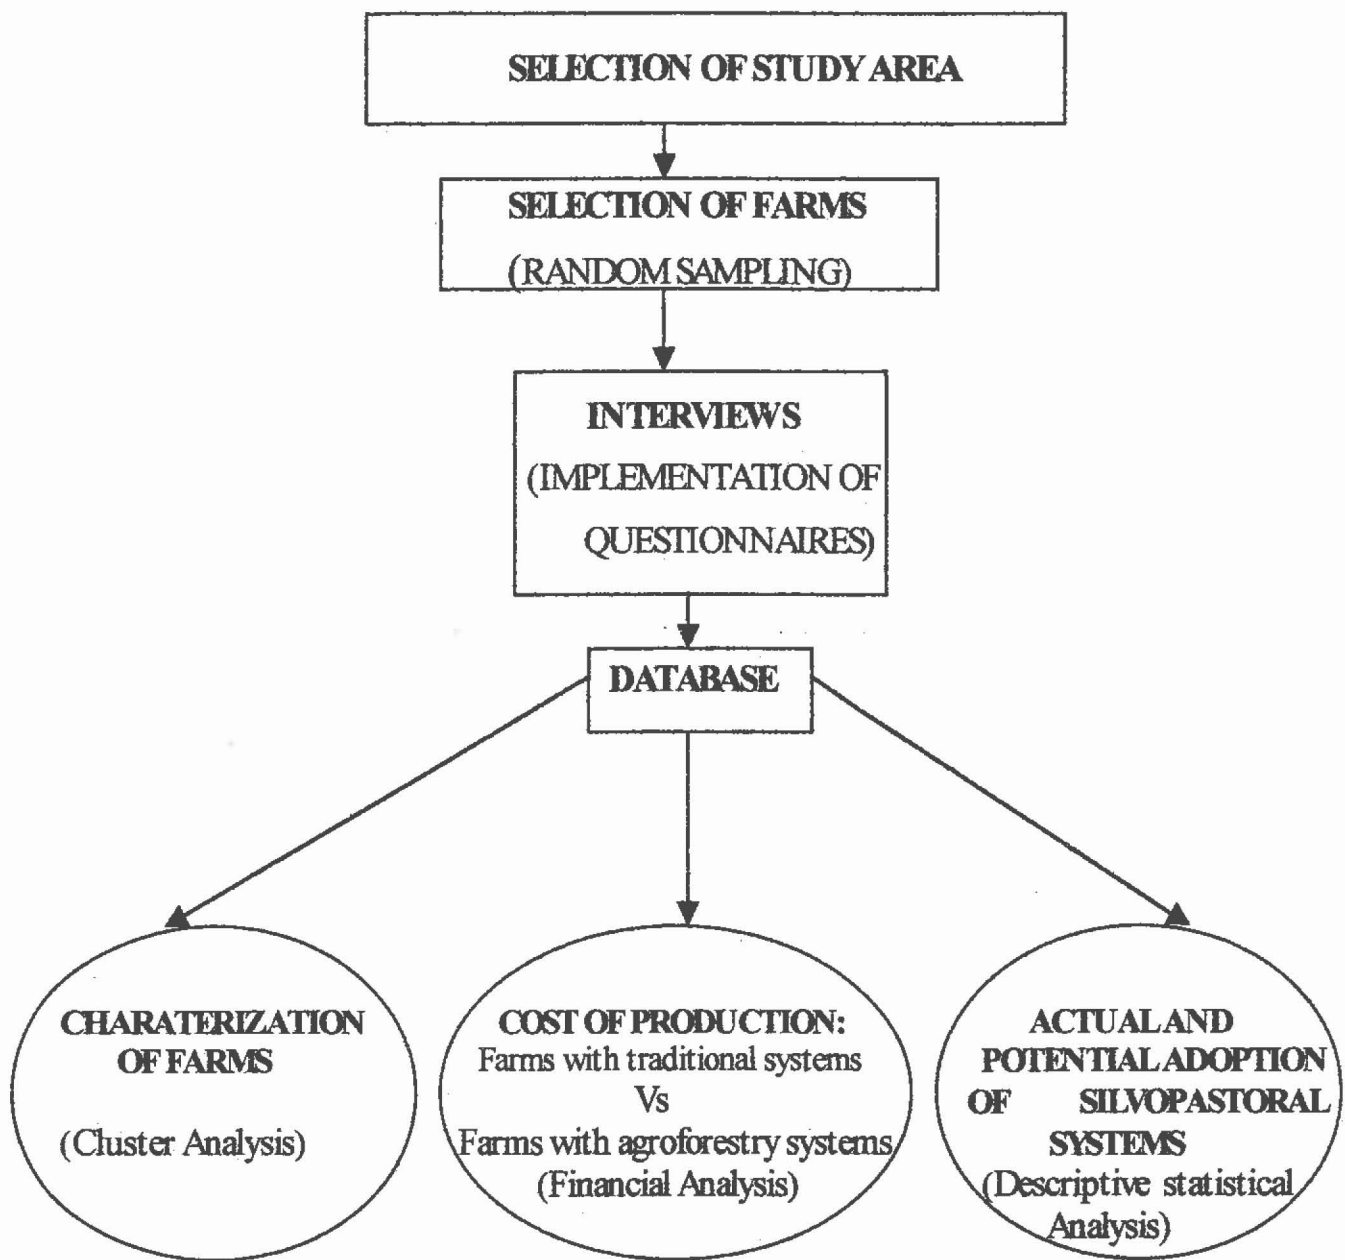 SELECTION OF STUDY AREA
SELECTION OF FARMS
(RANDOM SAMPLING)
INTERVIEWS
(IMPLEMENTATION OF
QUESTIONNAIRES)
DATABASE
CHARATERIZATION
OF FARMS
(Cluster Analysis)
COST OF PRODUCTION:
Farms with traditional systems
Vs
Farms with agroforestry systems
(Financial Analysis)
ACTUAL AND
POTENTIAL ADOPTION
OF SILVOPASTORAL
SYSTEMS
(Descriptive statistical
Analysis)